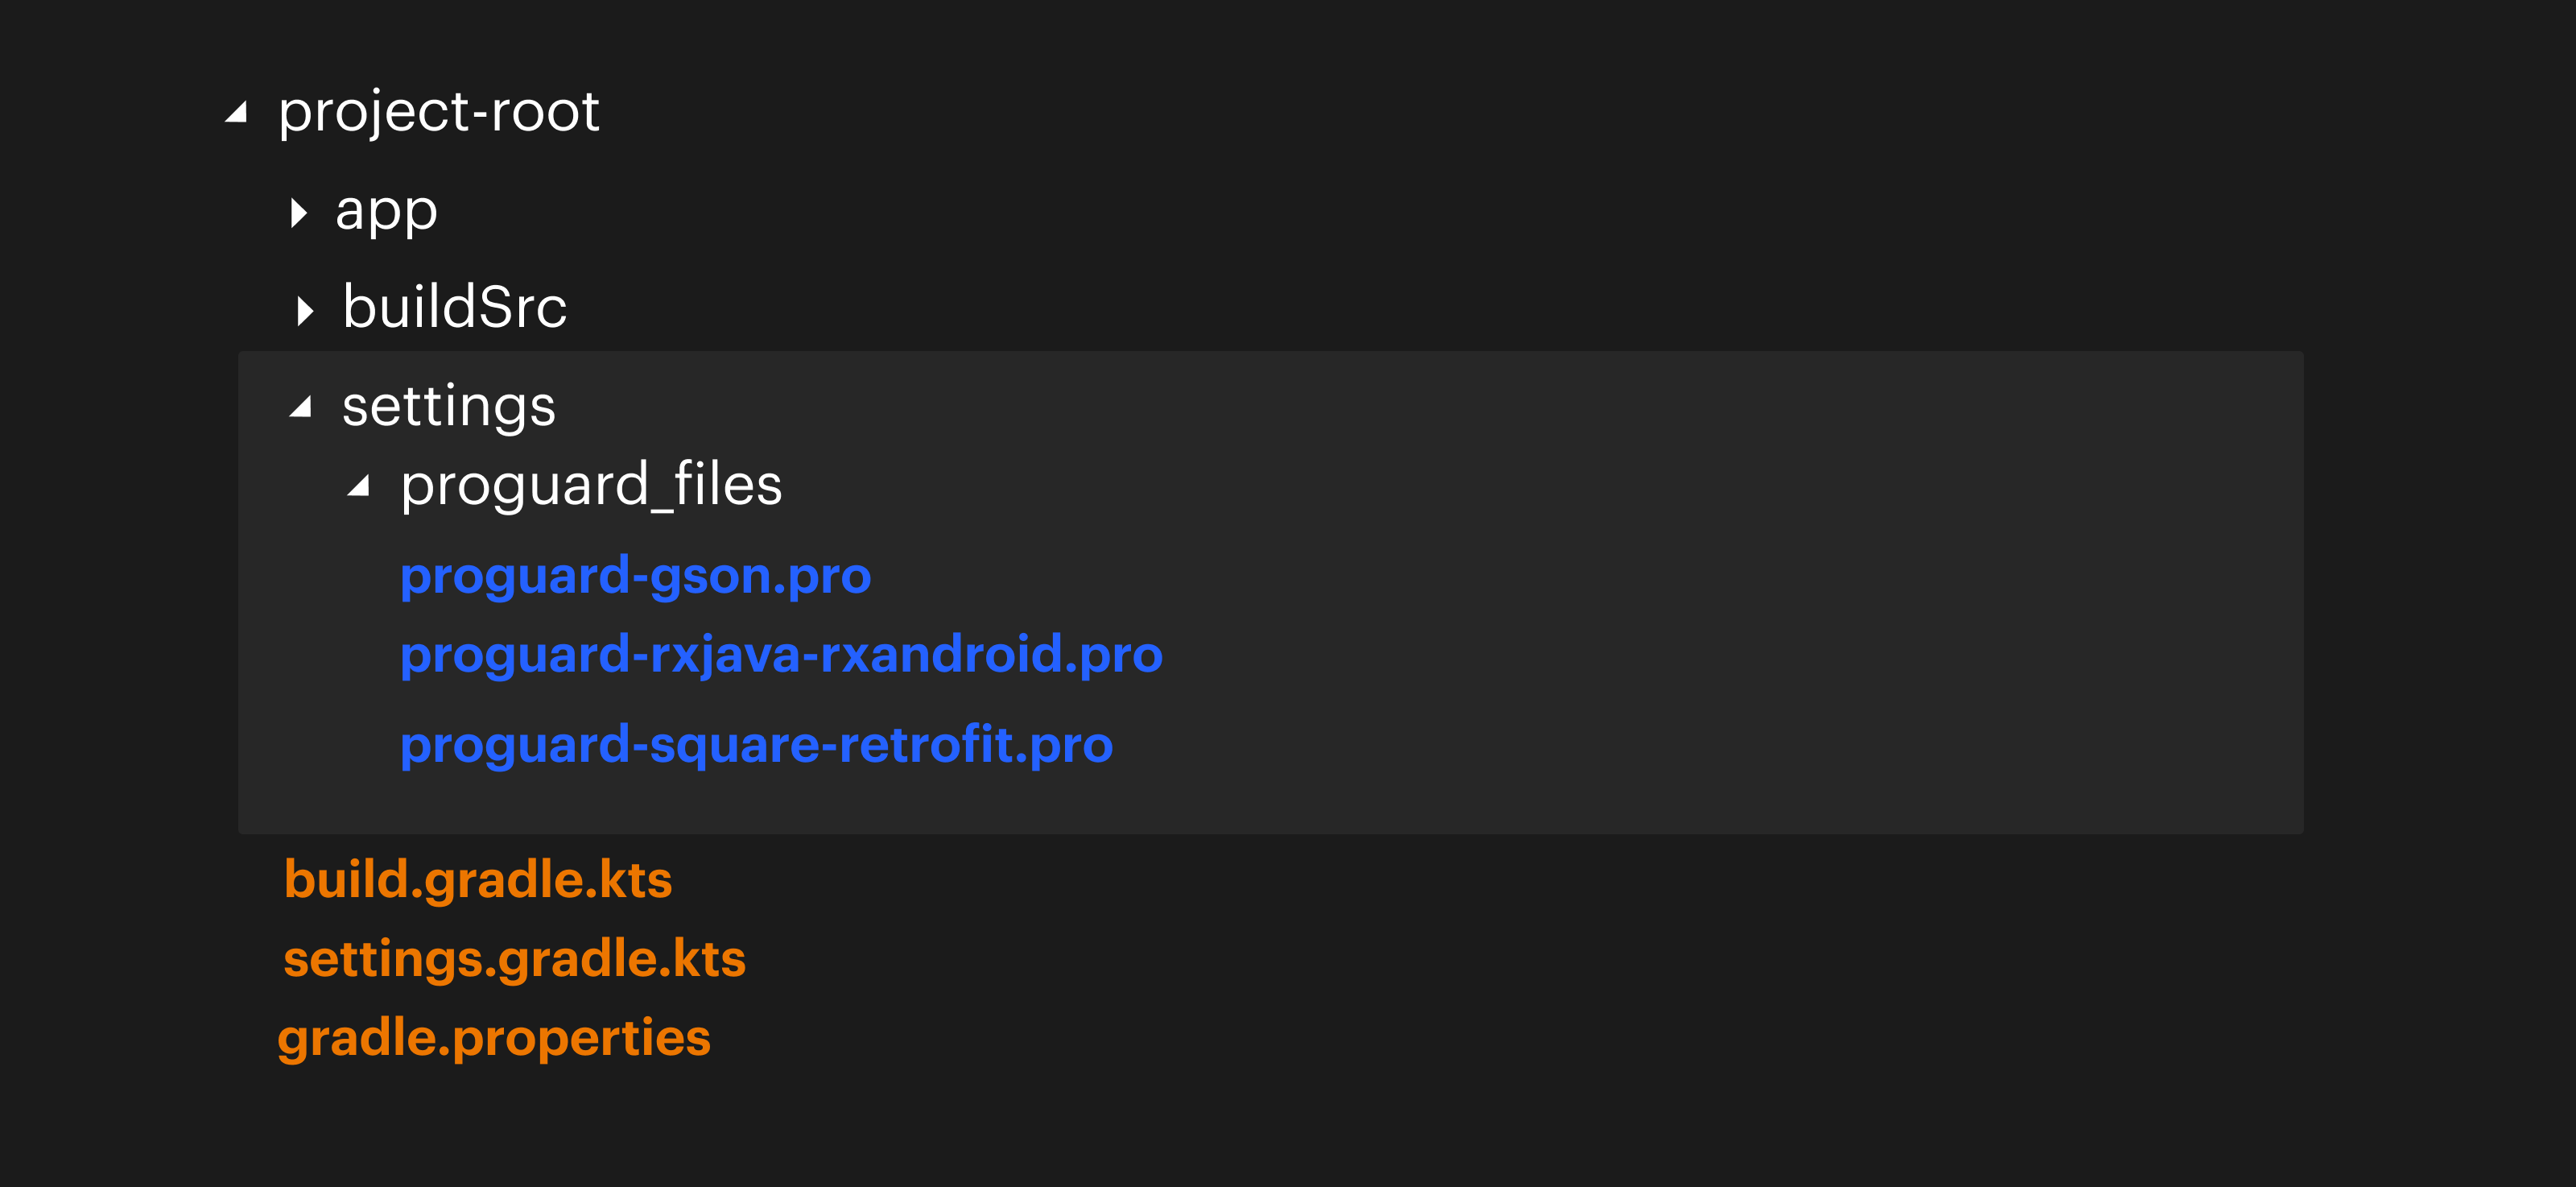 project-root
app
buildSrc
settings
proguard_files
proguard-gson.pro
proguard-rxjava-rxandroid.pro
proguard-square-retrofit.pro
build.gradle.kts
settings.gradle.kts
gradle.properties